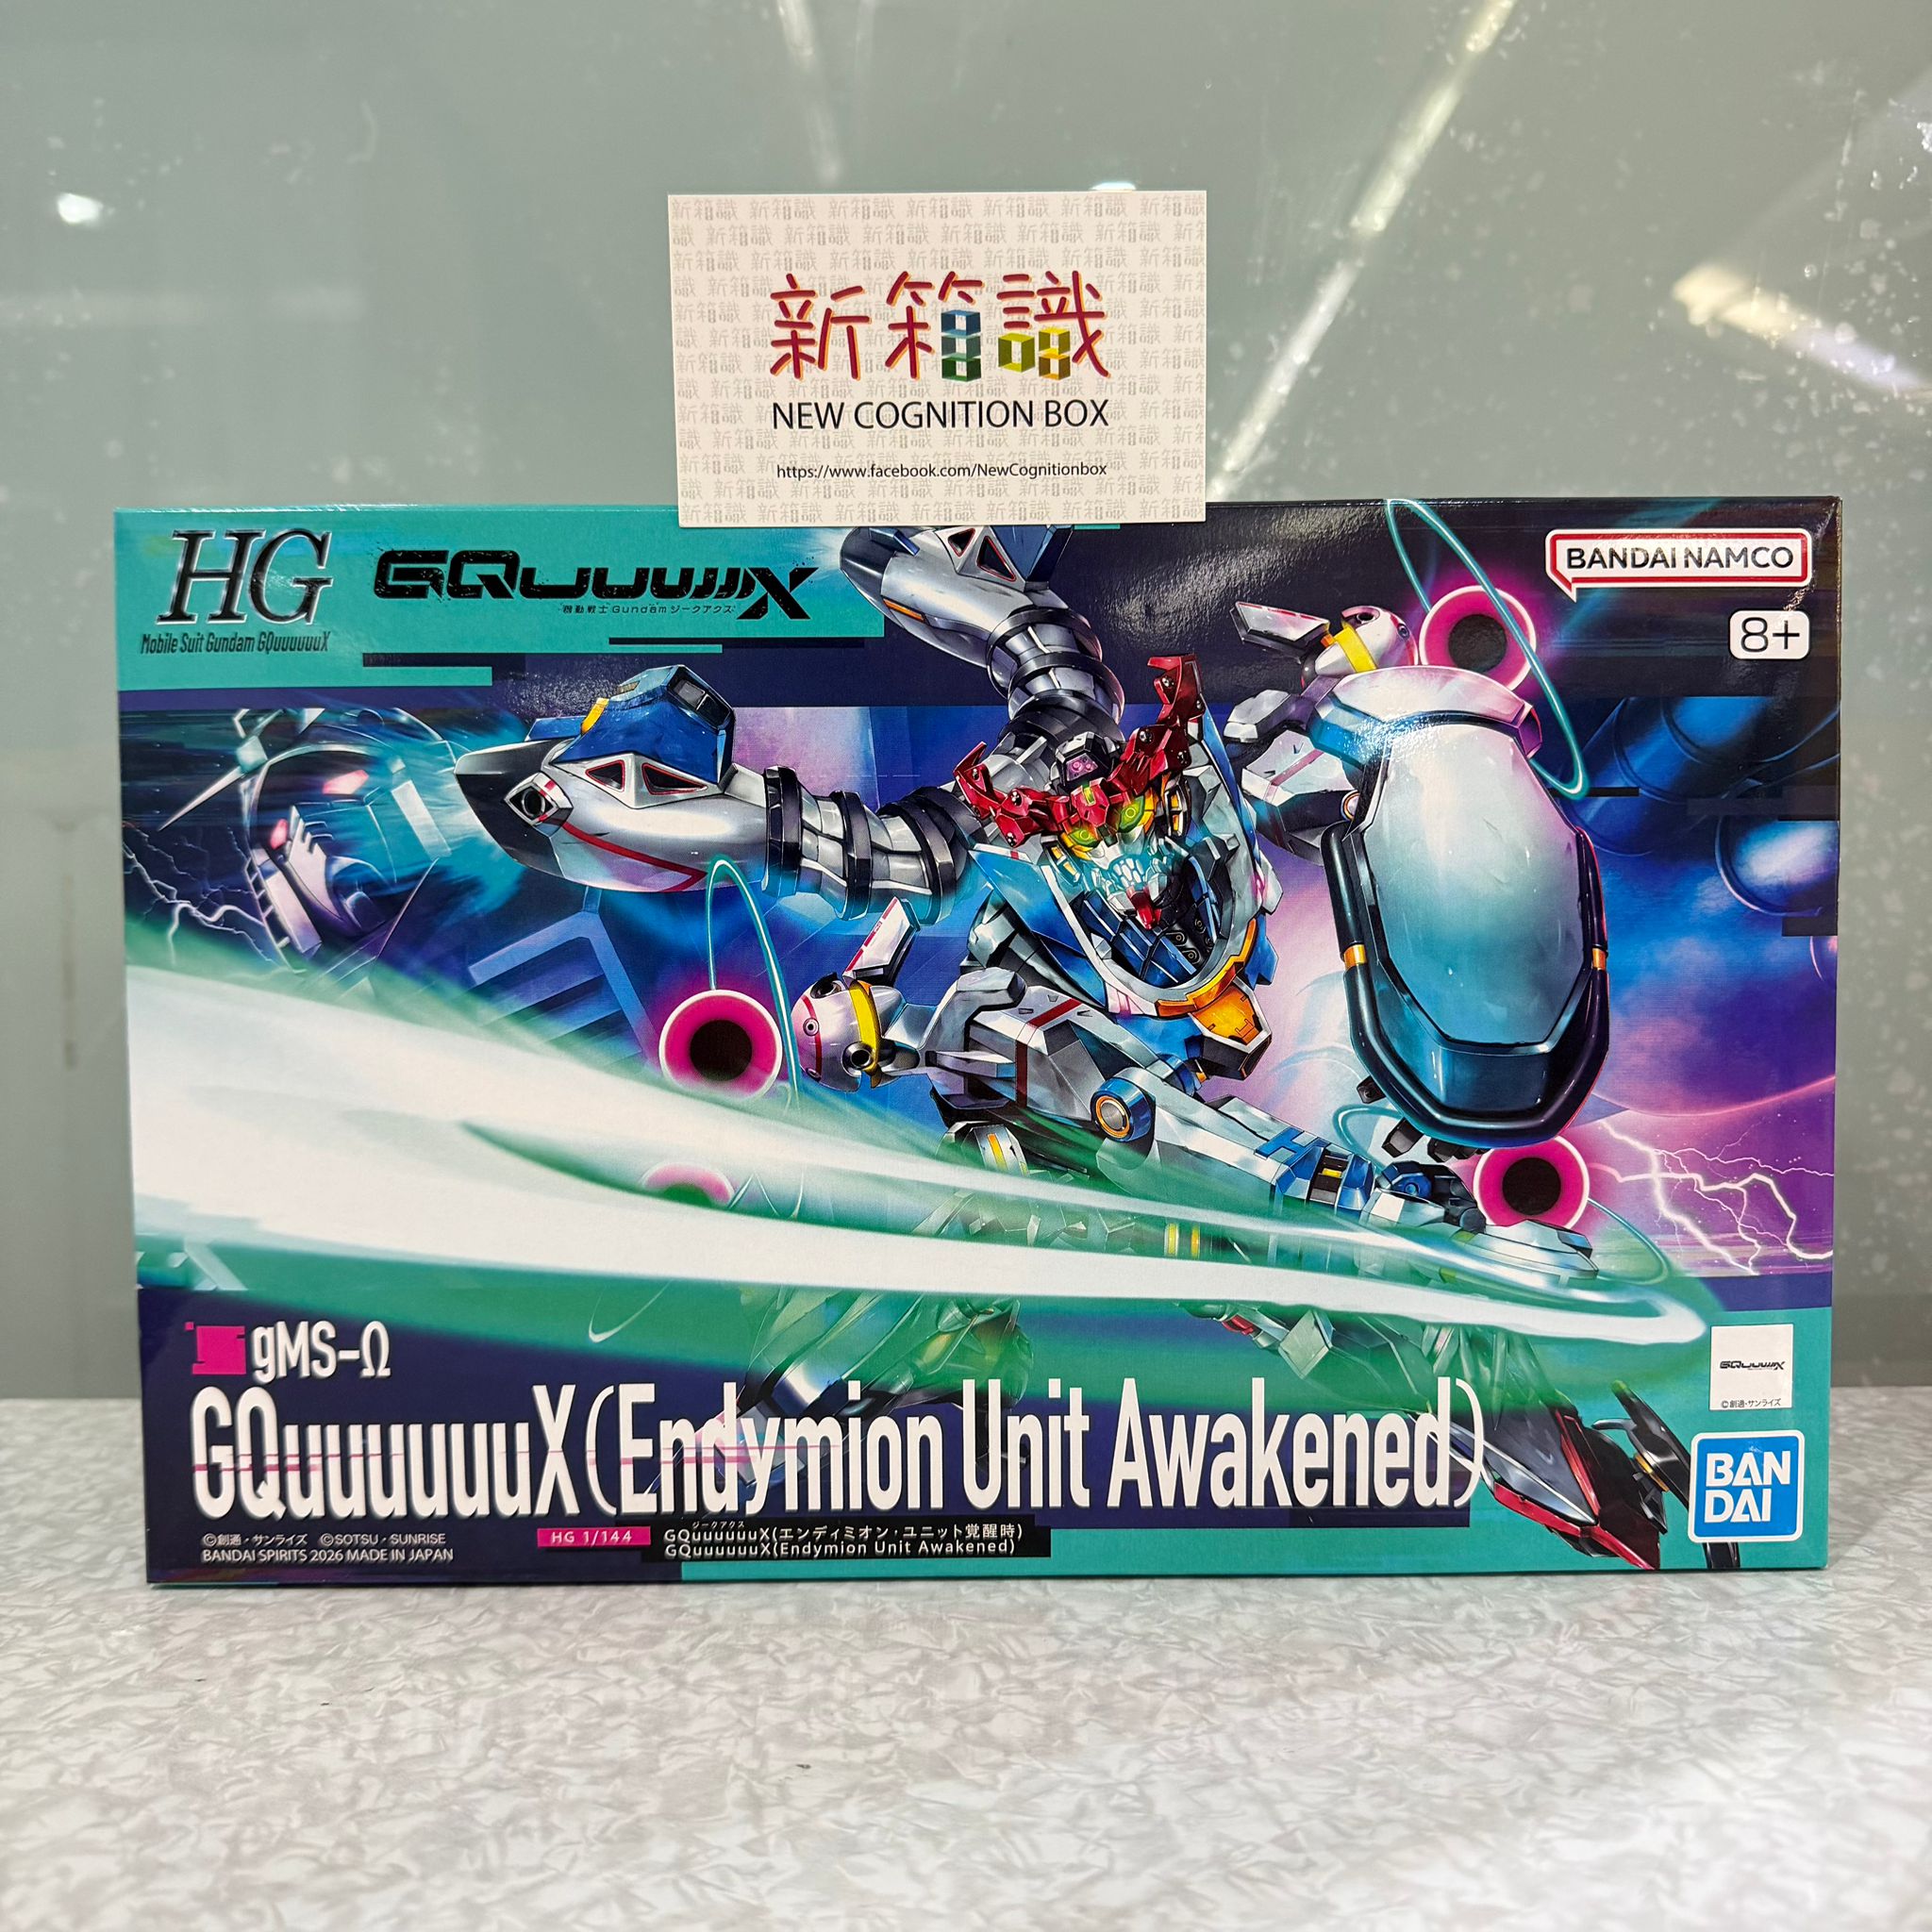 新箱識
NEW COGNITION BOX
https://www.facebook.com/NewCognitionbox
HG
Mobile Suit Gundam GQuuuuuuX
GQuuuuuuX
機動戦士Gundamジークアクス
BANDAI NAMCO
8+
gMS-Ω
GQuuuuuuX(Endymion Unit Awakened)
GQuuuuuuX
©創通・サンライズ
BAN
DAI
©創通・サンライズ ©SOTSU・SUNRISE
BANDAI SPIRITS 2026 MADE IN JAPAN
HG 1/144
ジークアクス
GQuuuuuuX(エンディミオン・ユニット覚醒時)
GQuuuuuuX(Endymion Unit Awakened)